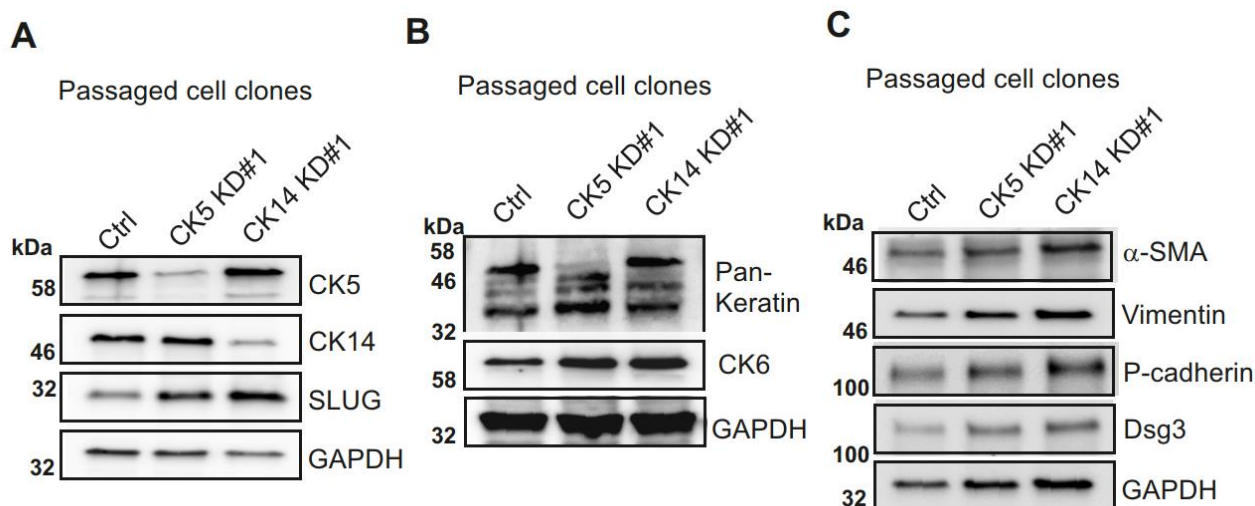 A
Passaged cell clones
Ctrl
CK5 KD#1
CK14 KD#1
kDa
58
CK5
46
CK14
32
SLUG
32
GAPDH
B
Passaged cell clones
Ctrl
CK5 KD#1
CK14 KD#1
kDa
58
46
32
Pan-
Keratin
58
CK6
32
GAPDH
C
Passaged cell clones
Ctrl
CK5 KD#1
CK14 KD#1
kDa
46
α-SMA
46
Vimentin
100
P-cadherin
100
Dsg3
32
GAPDH